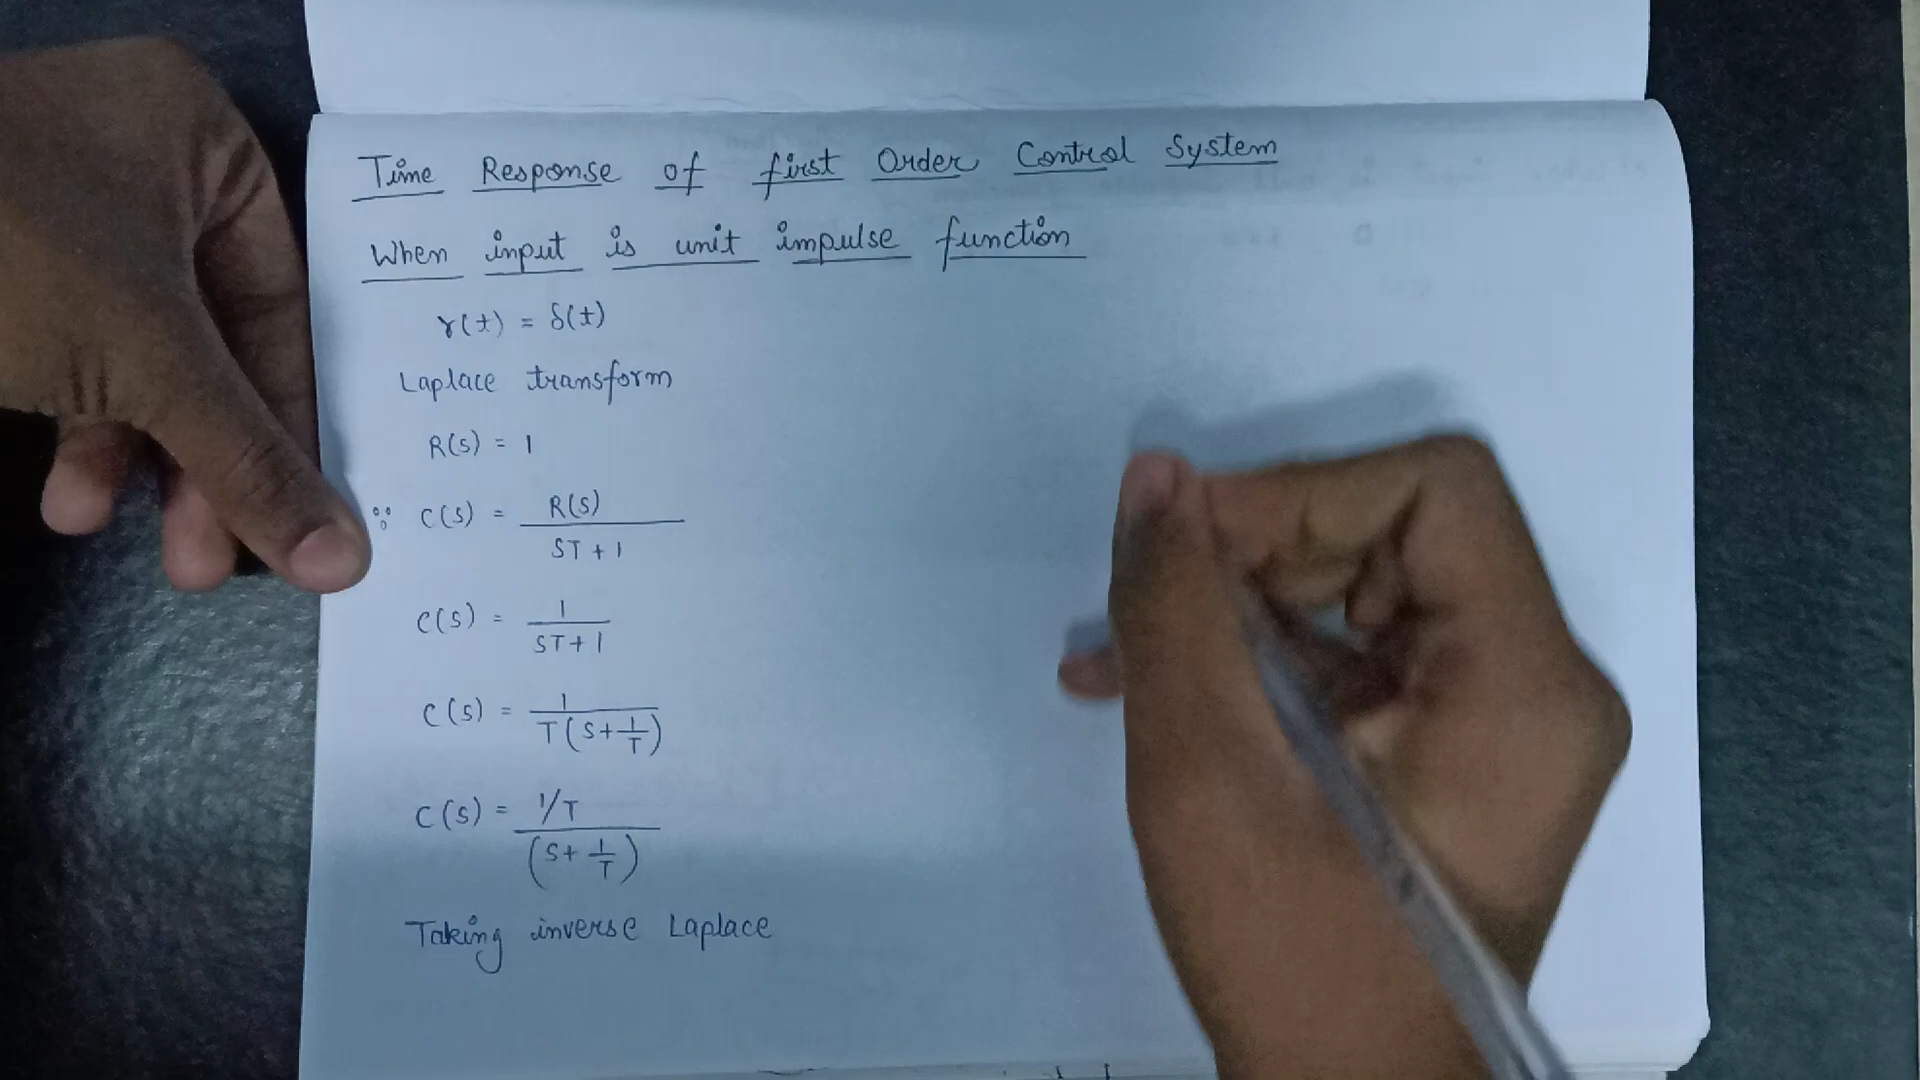 Time Response of first Order Control System
When input is unit impulse function
r(t) = δ(t)
Laplace transform
R(s) = 1
∵ C(s) = R(s) / (ST + 1)
C(s) = 1 / (ST + 1)
C(s) = 1 / (T(S + 1/T))
C(s) = (1/T) / (S + 1/T)
Taking inverse Laplace